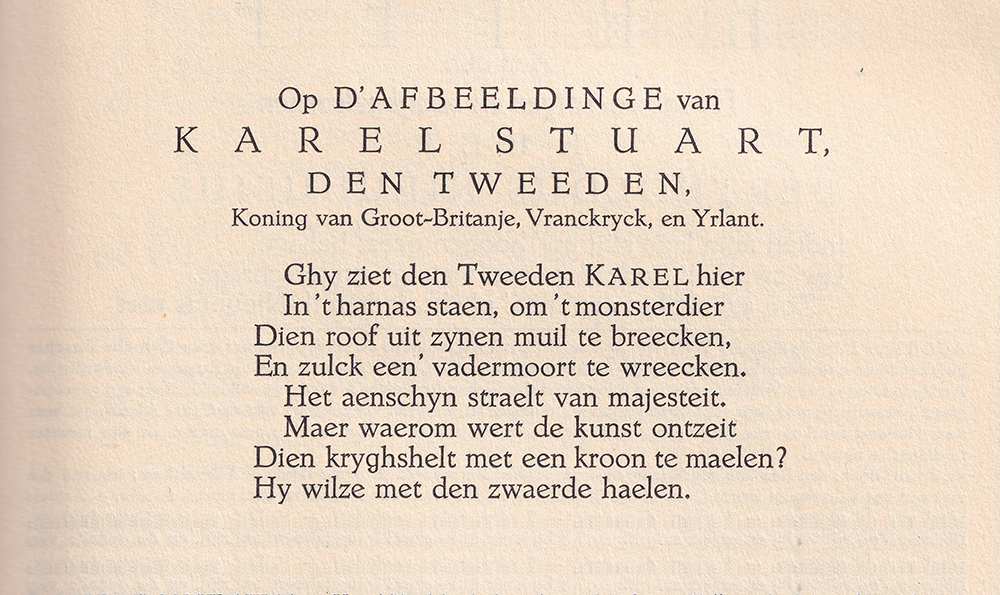 Op D'AFBEELDINGE van
KAREL STUART,
DEN TWEEDEN,
Koning van Groot-Britanje, Vranckryck, en Yrlant.
Ghy ziet den Tweeden KAREL hier
In 't harnas staen, om 't monsterdier
Dien roof uit zynen muil te breecken,
En zulck een' vadermoort te wreecken.
Het aenschyn straelt van majesteit.
Maer waerom wert de kunst ontzeit
Dien kryghshelt met een kroon te maelen?
Hy wilze met den zwaerde haelen.